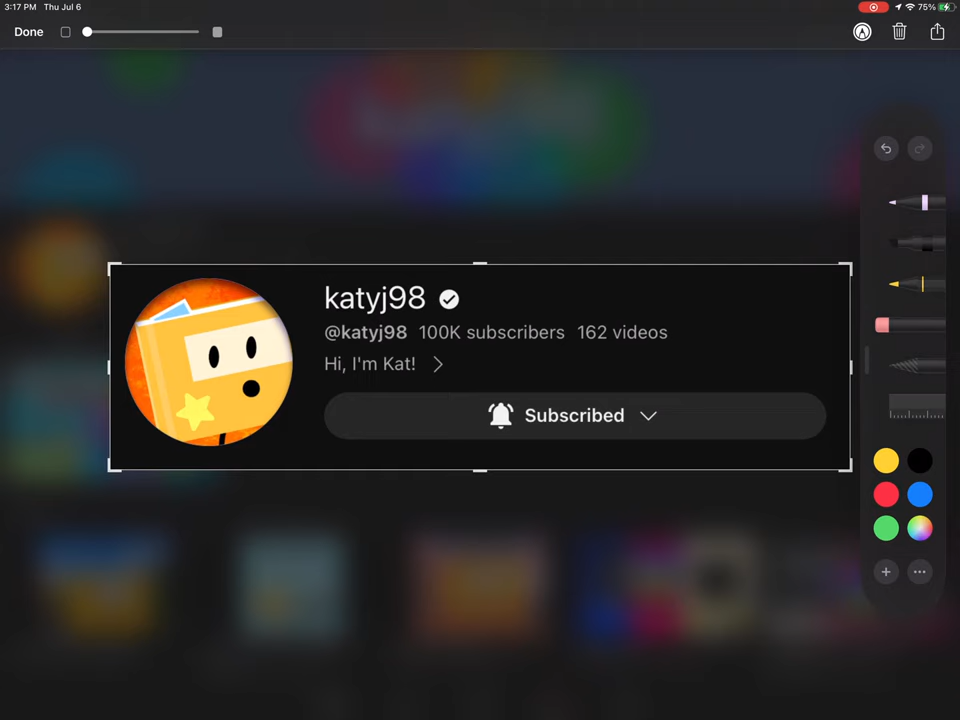 3:17 PM Thu Jul 6
75%
Done
katyj98
@katyj98 100K subscribers 162 videos
Hi, I'm Kat!
Subscribed